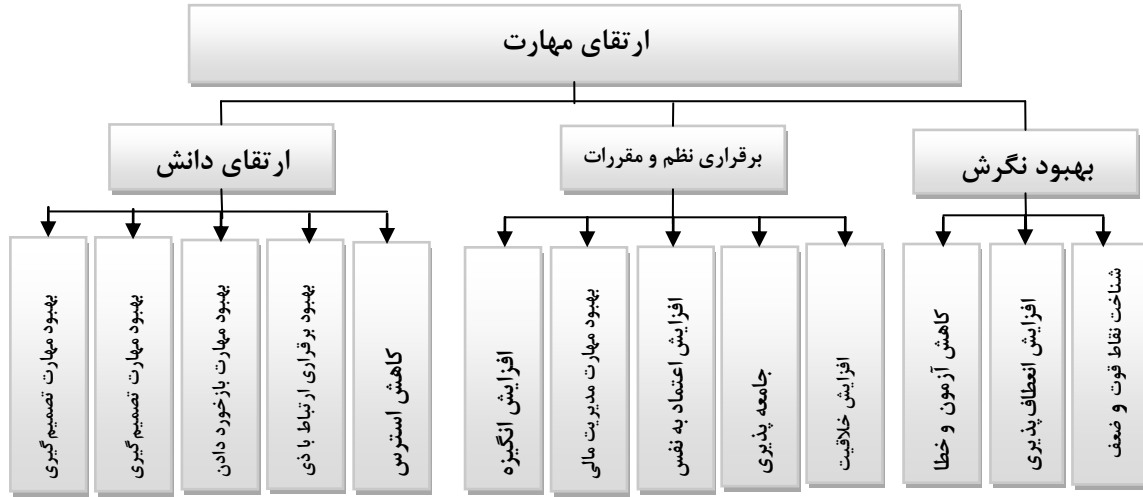 ارتقای مهارت
بهبود نگرش
برقراری نظم و مقررات
ارتقای دانش
شناخت نقاط قوت و ضعف
افزایش انعطاف پذیری
کاهش آزمون و خطا
افزایش خلاقیت
جامعه پذیری
افزایش اعتماد به نفس
بهبود مهارت مدیریت مالی
افزایش انگیزه
کاهش استرس
بهبود برقراری ارتباط با ذی
بهبود مهارت بازخورد دادن
بهبود مهارت تصمیم گیری
بهبود مهارت تصمیم گیری